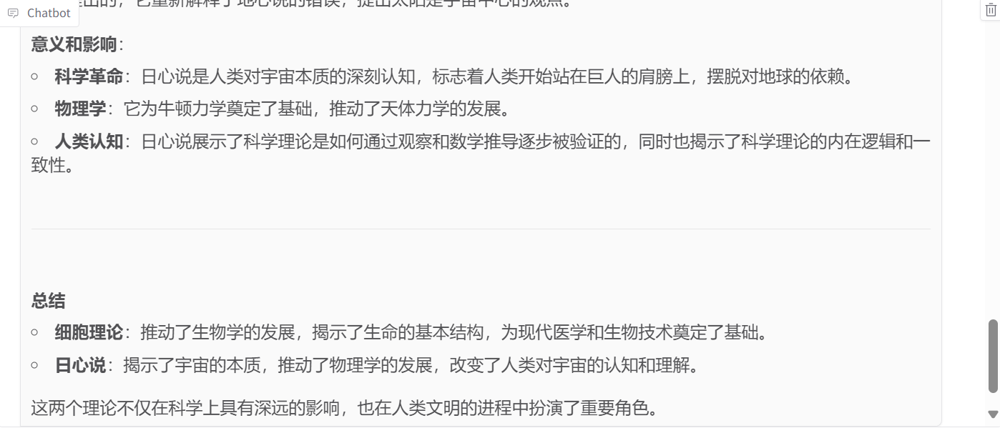 Chatbot
提出的，它重新解释了地心说的错误，提出太阳是宇宙中心的观点。
意义和影响：
科学革命：日心说是人类对宇宙本质的深刻认知，标志着人类开始站在巨人的肩膀上，摆脱对地球的依赖。
物理学：它为牛顿力学奠定了基础，推动了天体力学的发展。
人类认知：日心说展示了科学理论是如何通过观察和数学推导逐步被验证的，同时也揭示了科学理论的内在逻辑和一
致性。
总结
细胞理论：推动了生物学的发展，揭示了生命的基本结构，为现代医学和生物技术奠定了基础。
日心说：揭示了宇宙的本质，推动了物理学的发展，改变了人类对宇宙的认知和理解。
这两个理论不仅在科学上具有深远的影响，也在人类文明的进程中扮演了重要角色。